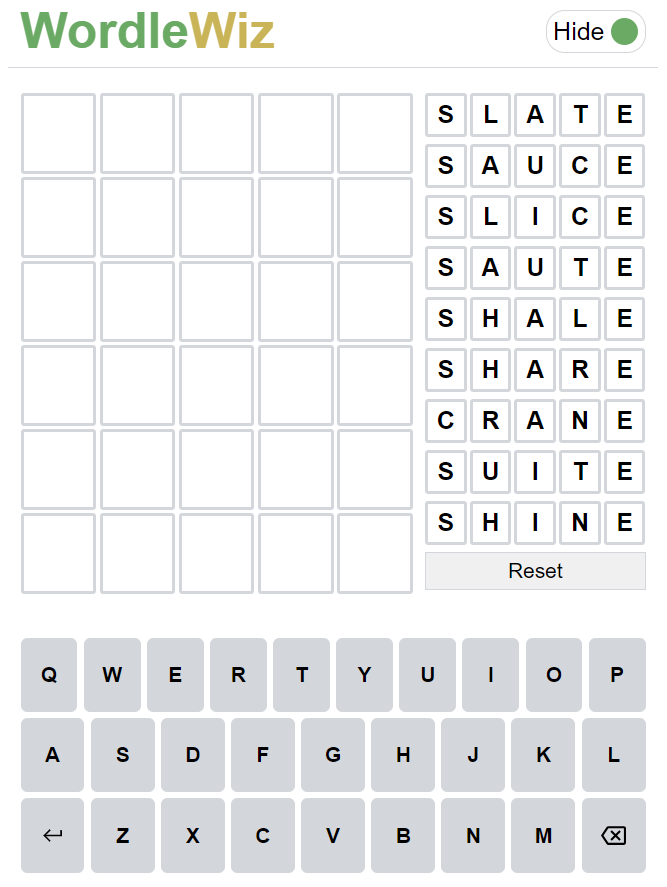 WordleWiz
Hide
S L A T E
S A U C E
S L I C E
S A U T E
S H A L E
S H A R E
C R A N E
S U I T E
S H I N E
Reset
Q W E R T Y U I O P
A S D F G H J K L
Z X C V B N M